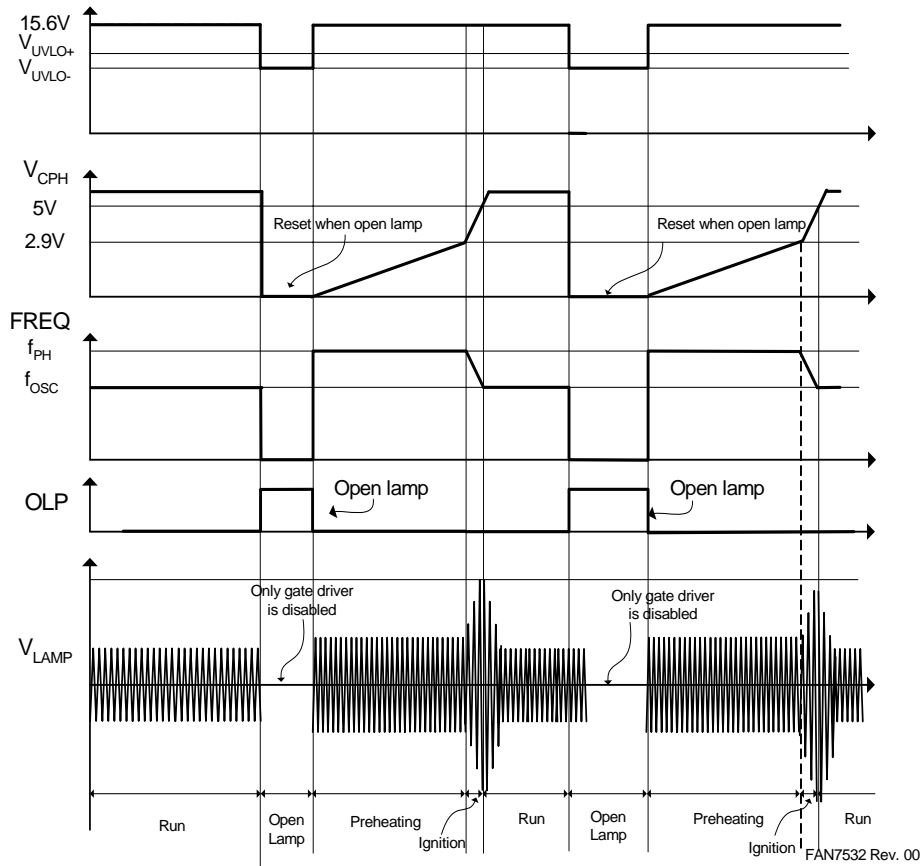 15.6V
VUVLO+
VUVLO-
VCPH
5V
2.9V
Reset when open lamp
Reset when open lamp
FREQ
fPH
fOSC
OLP
Open lamp
Open lamp
VLAMP
Only gate driver
is disabled
Only gate driver
is disabled
Run
Open
Lamp
Preheating
Ignition
Run
Open
Lamp
Preheating
Ignition
Run
FAN7532 Rev. 00